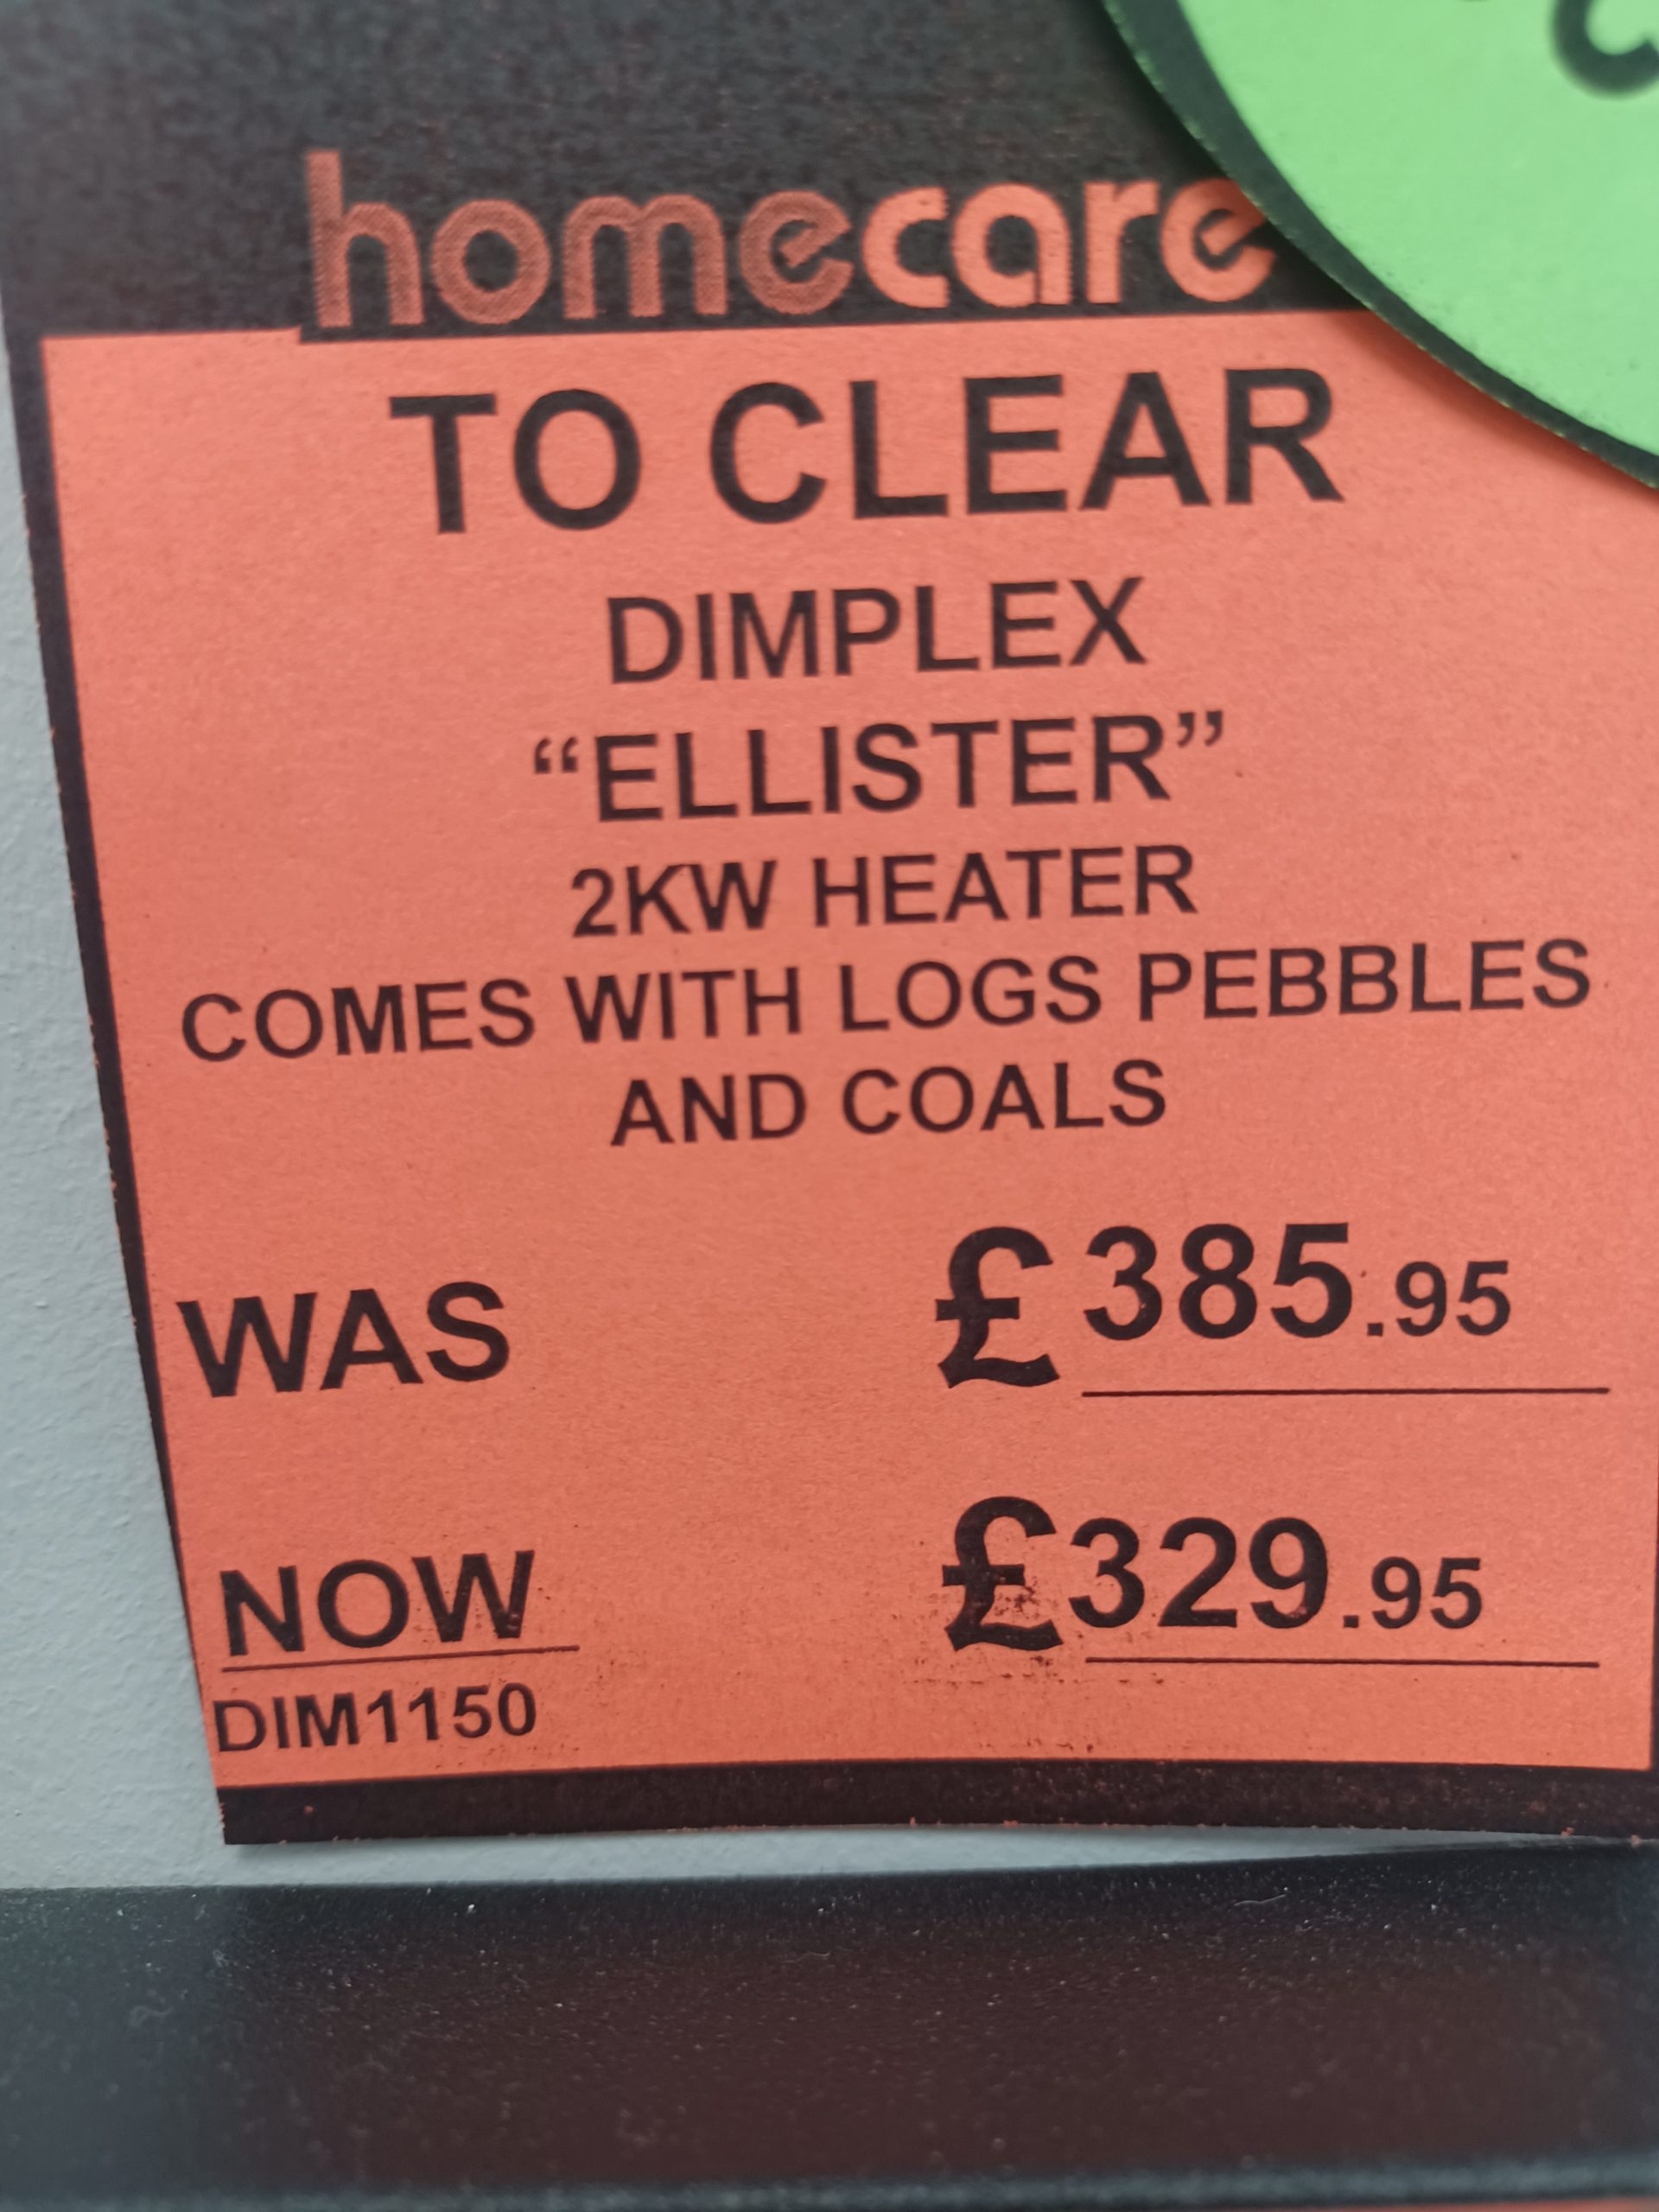 homecare
TO CLEAR
DIMPLEX
“ELLISTER”
2KW HEATER
COMES WITH LOGS PEBBLES
AND COALS
WAS £385.95
NOW £329.95
DIM1150